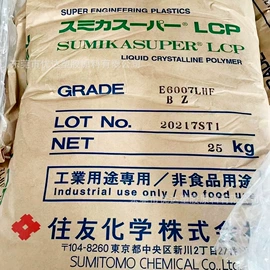 SUPER ENGINEERING PLASTICS
スミカスーパー® LCP
SUMIKASUPER® LCP
LIQUID CRYSTALLINE POLYMER
GRADE E6007LHF
B Z
LOT No. 20217ST1
NET 25 kg
工業用途専用／非食品用途
Industrial use only / No food use
住友化学株式会社
〒104-8260 東京都中央区新川2丁目27
SUMITOMO CHEMICAL Co., Ltd.